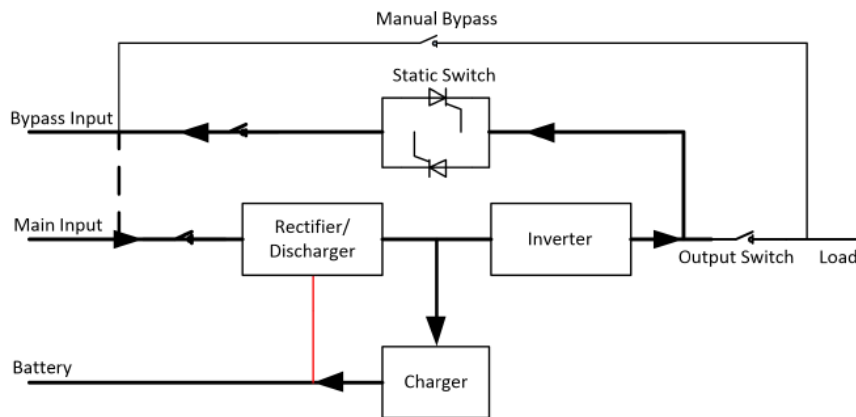 Manual Bypass
Static Switch
Bypass Input
Main Input
Rectifier/
Discharger
Inverter
Output Switch
Load
Battery
Charger